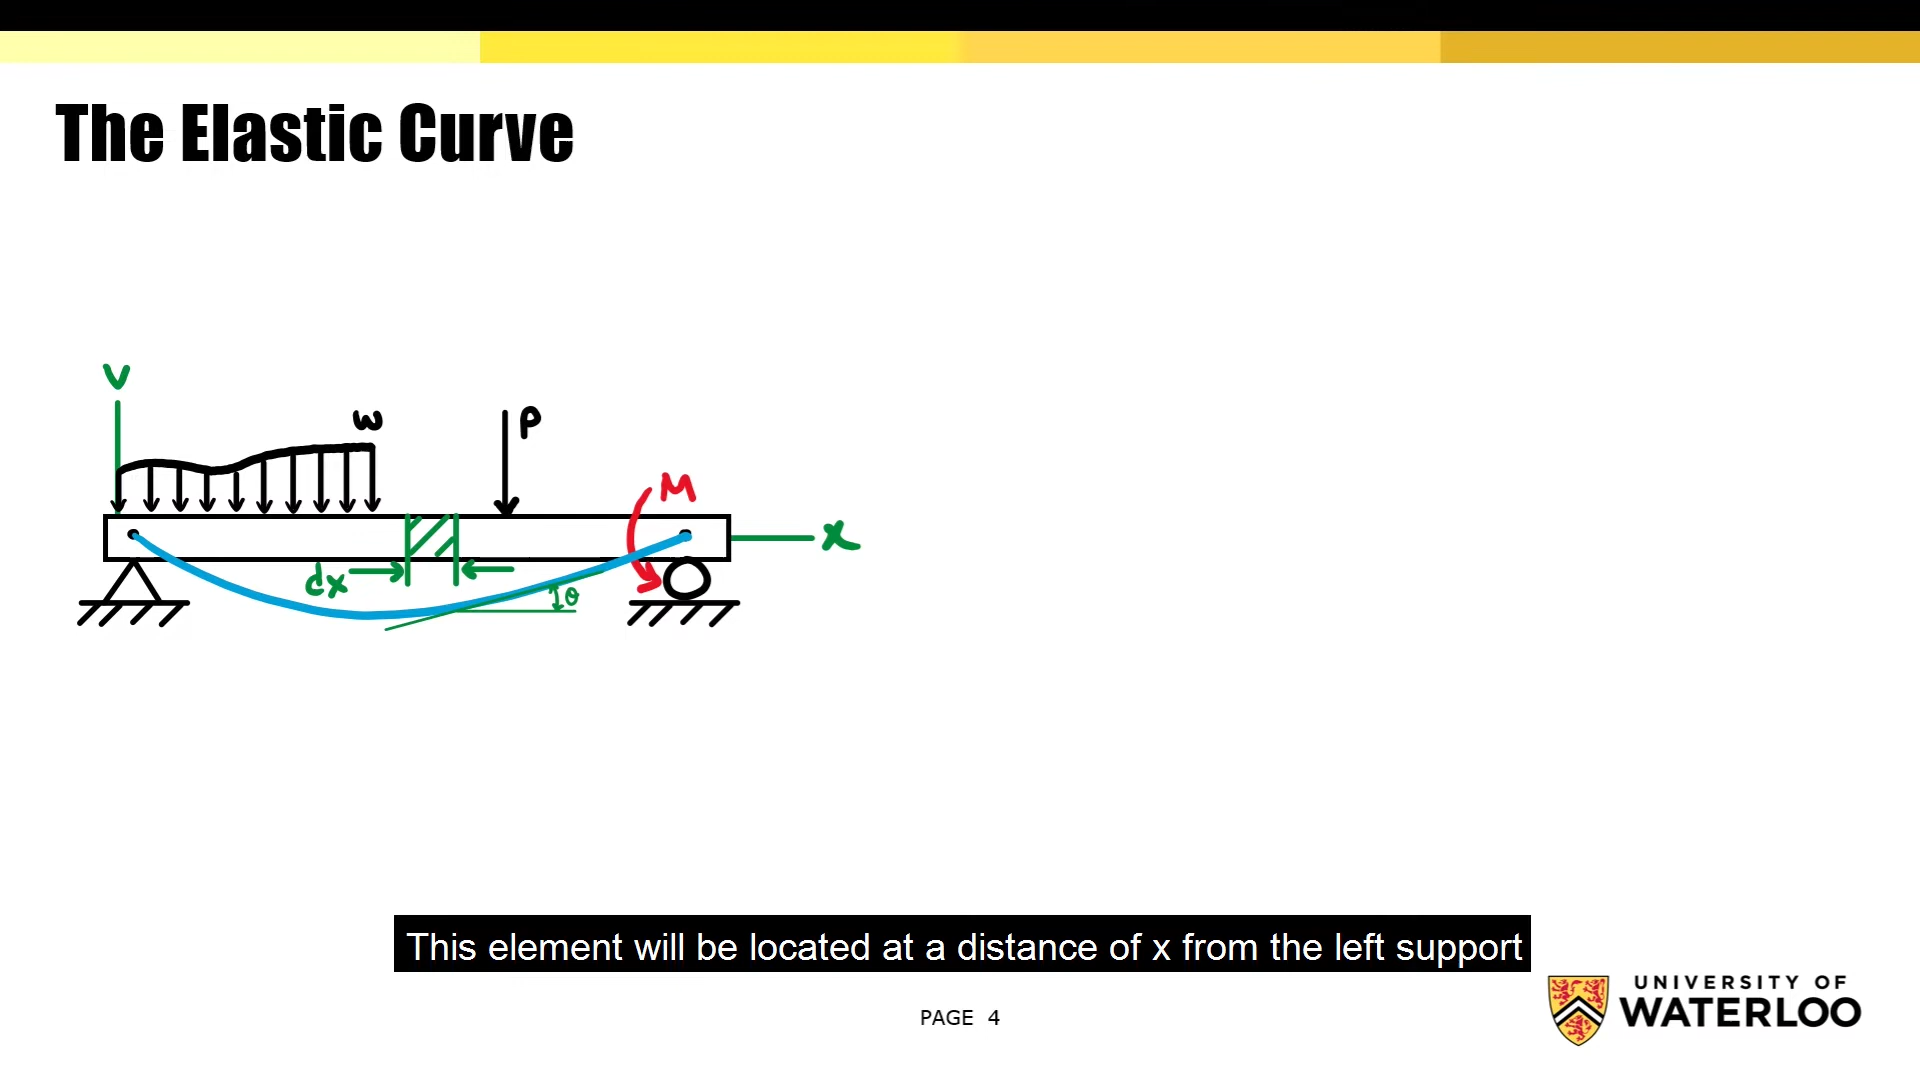 The Elastic Curve
v
w
P
M
x
dx
θ
This element will be located at a distance of x from the left support
PAGE 4
UNIVERSITY OF
WATERLOO